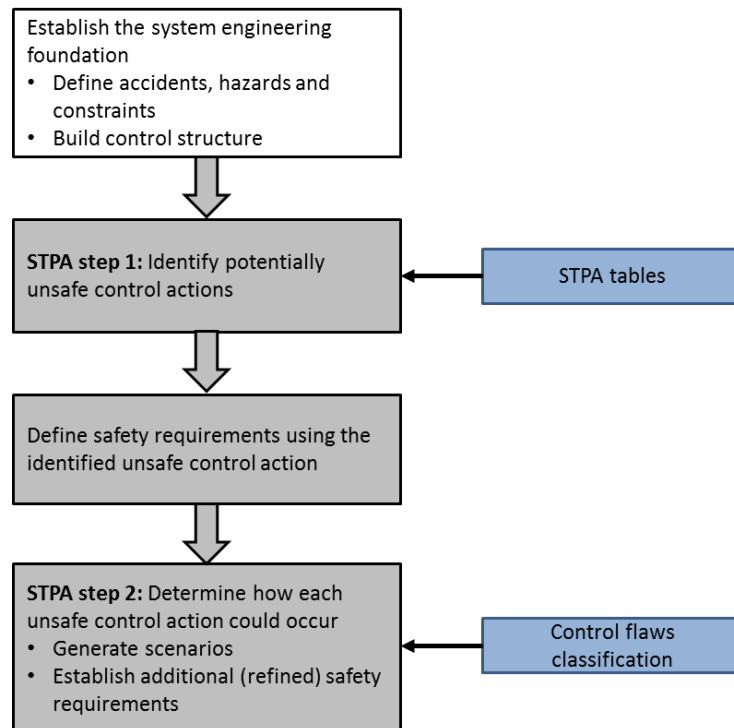 Establish the system engineering
foundation
• Define accidents, hazards and
constraints
• Build control structure
STPA step 1: Identify potentially
unsafe control actions
STPA tables
Define safety requirements using the
identified unsafe control action
STPA step 2: Determine how each
unsafe control action could occur
• Generate scenarios
• Establish additional (refined) safety
requirements
Control flaws
classification